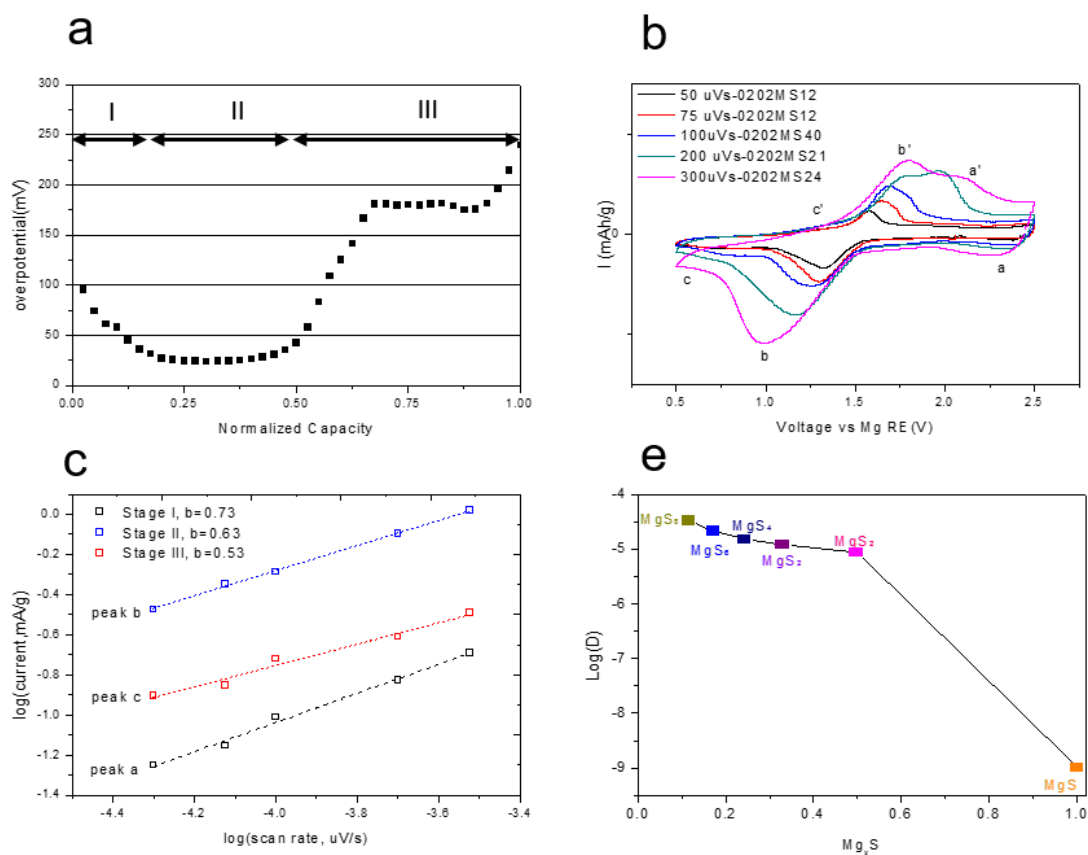 a
300
250
200
150
100
50
0
overpotential(mV)
I
II
III
0.00
0.25
0.50
0.75
1.00
Normalized Capacity
b
50 uVs-0202MS12
75 uVs-0202MS12
100uVs-0202MS40
200 uVs-0202MS21
300uVs-0202MS24
b'
a'
c'
c
b
a
0
I (mAh/g)
0.5
1.0
1.5
2.0
2.5
Voltage vs Mg RE(V)
c
0.0
-0.4
-0.6
-0.8
-1.0
-1.2
-1.4
log(current,mA/g)
Stage I, b=0.73
Stage II, b=0.63
Stage III, b=0.53
peak b
peak c
peak a
-4.4
-4.2
-4.0
-3.8
-3.6
-3.4
log(scan rate, uV/s)
e
-4
-5
-6
-7
-8
-9
Log(D)
MgS₆
MgS₄
MgS₂
MgS₂
MgS
0.0
0.2
0.4
0.6
0.8
1.0
MgₓS